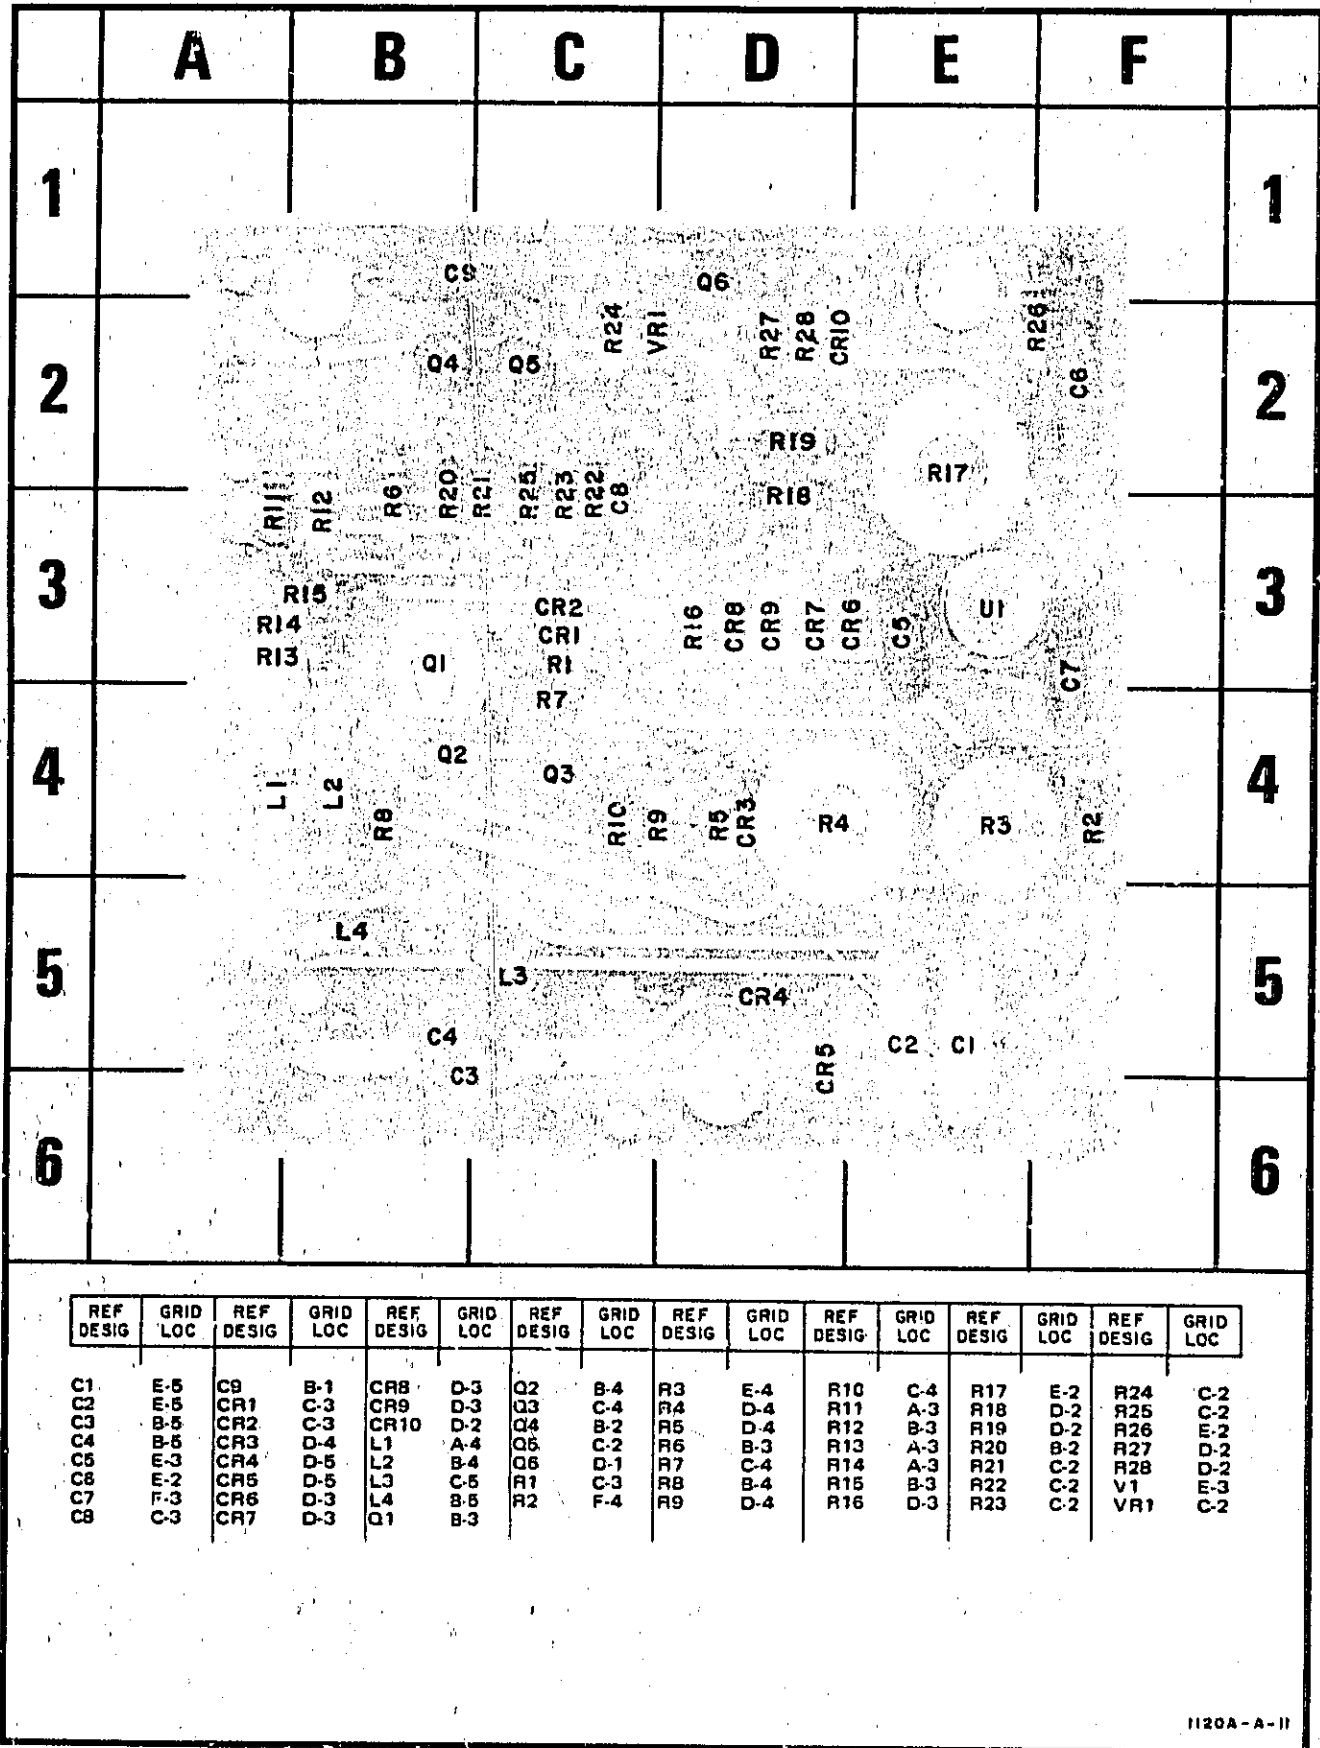 A B C D E F
1 1
C9 Q6
R24 VR1 R27 R28 CR10 R26
Q4 Q5 C6
2 2
R19
R17
R11 R12 R6 R20 R21 R25 R23 R22 C8 R18
3 3
R15 CR2 R16 CR8 CR9 CR7 CR6 C5 U1
R14 CR1
R13 Q1 R1 C7
R7
4 4
Q2 Q3
L1 L2 R8 R10 R9 R5 CR3 R4 R3 R2
L4
5 5
L3 CR4
C4 CR5 C2 C1
C3
6 6
REF DESIG GRID LOC REF DESIG GRID LOC REF DESIG GRID LOC REF DESIG GRID LOC REF DESIG GRID LOC REF DESIG GRID LOC REF DESIG GRID LOC REF DESIG GRID LOC
C1 E-5 C9 B-1 CR8 D-3 Q2 B-4 R3 E-4 R10 C-4 R17 E-2 R24 C-2
C2 E-5 CR1 C-3 CR9 D-3 Q3 C-4 R4 D-4 R11 A-3 R18 D-2 R25 C-2
C3 B-5 CR2 C-3 CR10 D-2 Q4 B-2 R5 D-4 R12 B-3 R19 D-2 R26 E-2
C4 B-5 CR3 D-4 L1 A-4 Q5 C-2 R6 B-3 R13 A-3 R20 B-2 R27 D-2
C5 E-3 CR4 D-5 L2 B-4 Q6 D-1 R7 C-4 R14 A-3 R21 C-2 R28 D-2
C6 E-2 CR5 D-5 L3 C-5 R1 C-3 R8 B-4 R15 B-3 R22 C-2 V1 E-3
C7 F-3 CR6 D-3 L4 B-5 R2 F-4 R9 D-4 R16 D-3 R23 C-2 VR1 C-2
C8 C-3 CR7 D-3 Q1 B-3
1120A-A-11